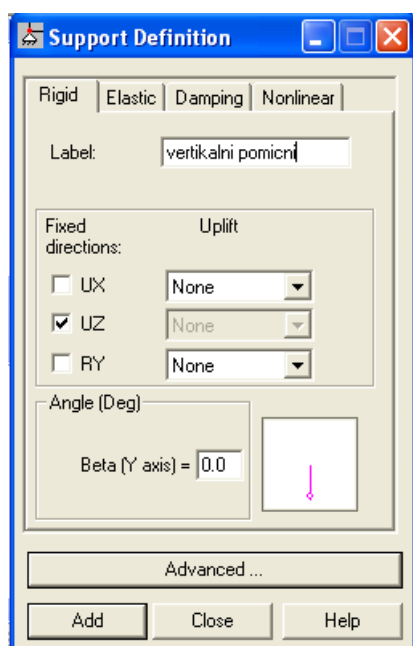 Support Definition
Rigid Elastic Damping Nonlinear
Label: vertikalni pomicni
Fixed directions: Uplift
UX None
UZ None
RY None
Angle (Deg)
Beta (Y axis) = 0.0
Advanced ...
Add Close Help